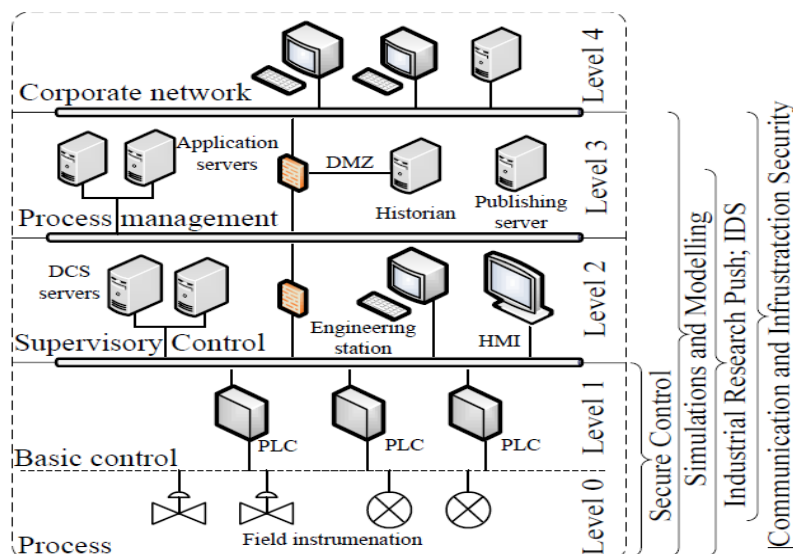 Corporate network
Level 4
Application
servers
DMZ
Historian
Publishing
server
Process management
Level 3
DCS
servers
Engineering
station
HMI
Supervisory Control
Level 2
PLC
PLC
PLC
Basic control
Level 1
Field instrumenation
Process
Level 0
Secure Control
Simulations and Modelling
Industrial Research Push; IDS
Communication and Infrustratction Security